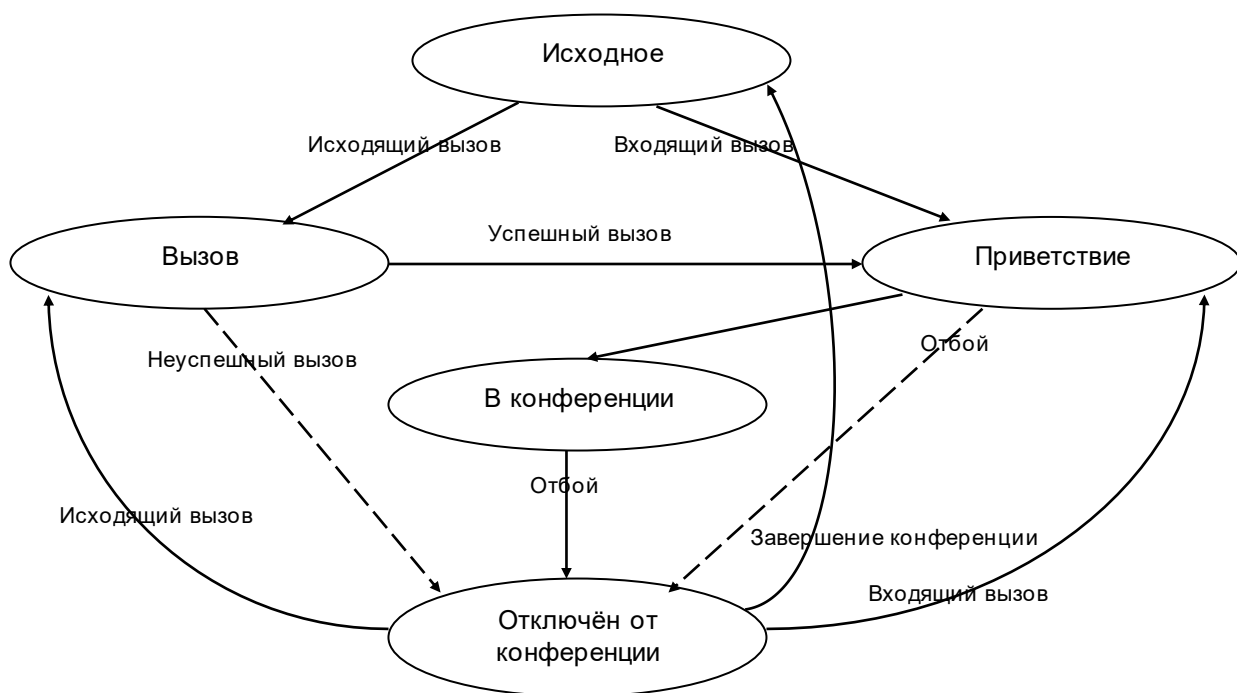 Исходное
Исходящий вызов
Входящий вызов
Успешный вызов
Вызов
Приветствие
Неуспешный вызов
Отбой
В конференции
Отбой
Исходящий вызов
Завершение конференции
Входящий вызов
Отключён от
конференции